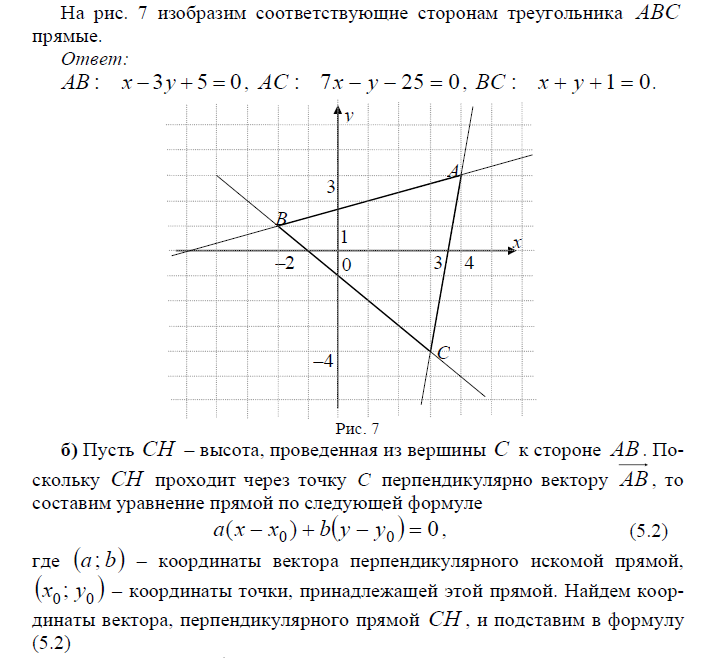 На рис. 7 изобразим соответствующие сторонам треугольника ABC
прямые.
Ответ:
AB : x − 3y + 5 = 0, AC : 7x − y − 25 = 0, BC : x + y + 1 = 0.
y
A
3
B
1
x
−2 0 3 4
−4
C
Рис. 7
б) Пусть CH – высота, проведенная из вершины C к стороне AB. По-
скольку CH проходит через точку C перпендикулярно вектору \overrightarrow{AB}, то
составим уравнение прямой по следующей формуле
a(x − x₀) + b(y − y₀) = 0, (5.2)
где (a; b) – координаты вектора перпендикулярного искомой прямой,
(x₀; y₀) – координаты точки, принадлежащей этой прямой. Найдем коор-
динаты вектора, перпендикулярного прямой CH, и подставим в формулу
(5.2)